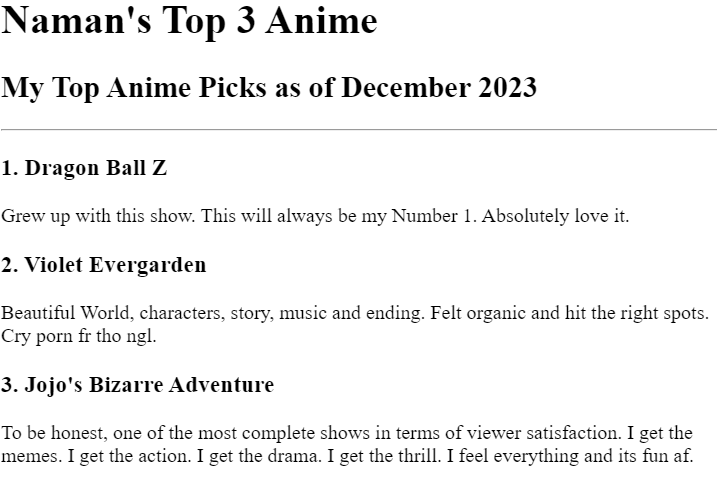 Naman's Top 3 Anime
My Top Anime Picks as of December 2023
1. Dragon Ball Z
Grew up with this show. This will always be my Number 1. Absolutely love it.
2. Violet Evergarden
Beautiful World, characters, story, music and ending. Felt organic and hit the right spots.
Cry porn fr tho ngl.
3. Jojo's Bizarre Adventure
To be honest, one of the most complete shows in terms of viewer satisfaction. I get the
memes. I get the action. I get the drama. I get the thrill. I feel everything and its fun af.